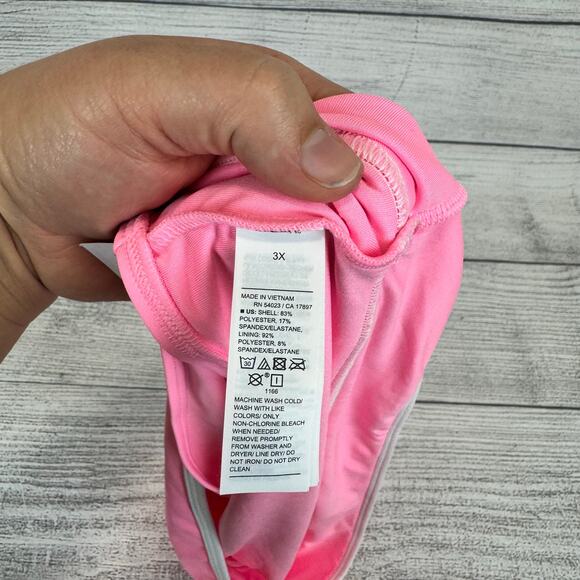 3X
MADE IN VIETNAM
RN 54023 / CA 17897
■ US: SHELL: 83%
POLYESTER, 17%
SPANDEX/ELASTANE,
LINING: 92%
POLYESTER, 8%
SPANDEX/ELASTANE
30
1166
MACHINE WASH COLD/
WASH WITH LIKE
COLORS/ ONLY
NON-CHLORINE BLEACH
WHEN NEEDED/
REMOVE PROMPTLY
FROM WASHER AND
DRYER/ LINE DRY/ DO
NOT IRON/ DO NOT DRY
CLEAN